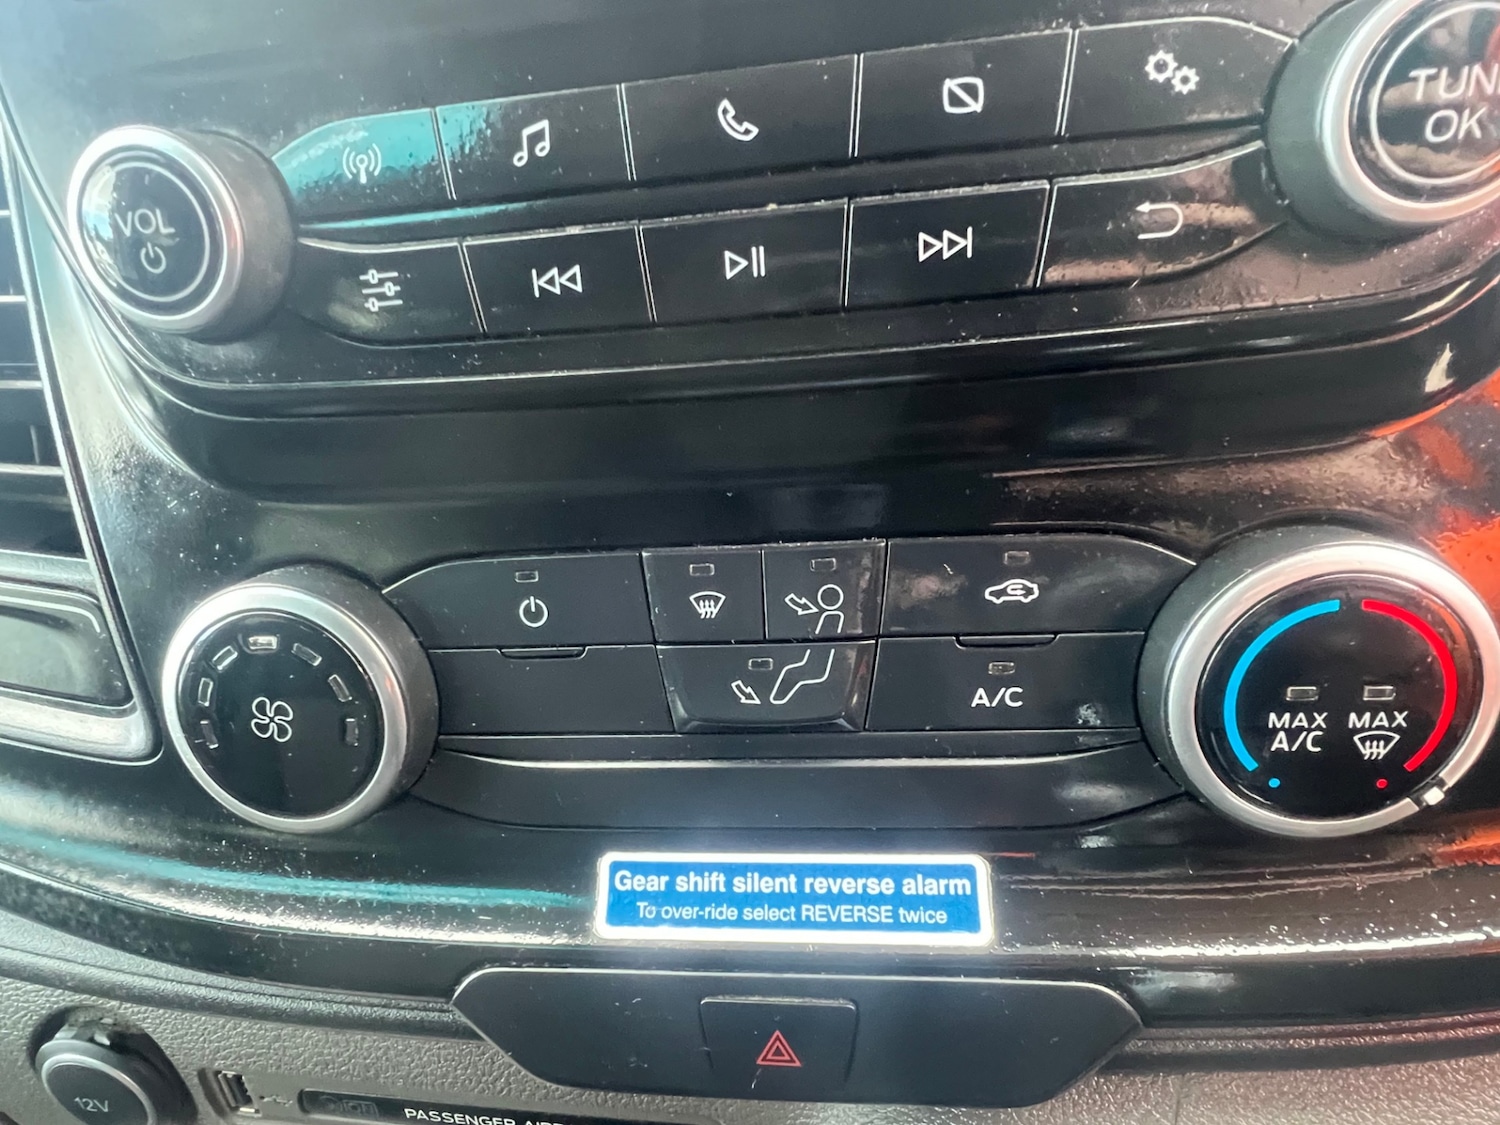 VOL
TUN
OK
A/C
MAX
A/C
MAX
Gear shift silent reverse alarm
To over-ride select REVERSE twice
12V
PASSENGER